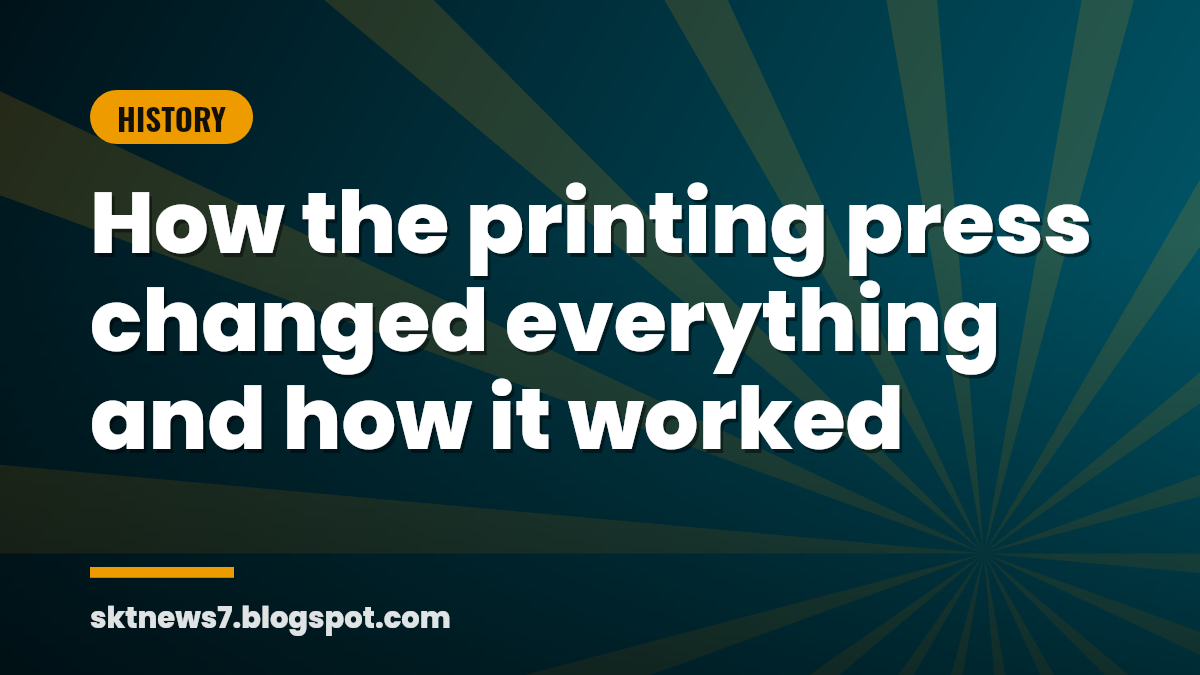 HISTORY
How the printing press
changed everything
and how it worked
sktnews7.blogspot.com